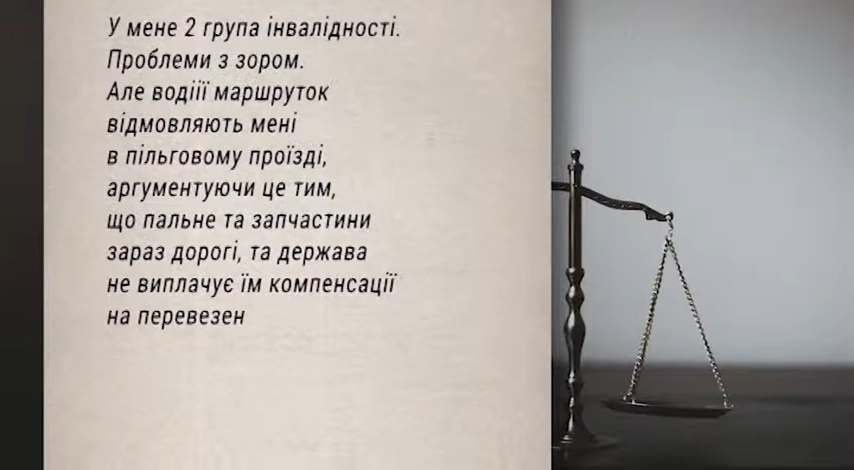 У мене 2 група інвалідності.
Проблеми з зором.
Але водіїї маршруток
відмовляють мені
в пільговому проїзді,
аргументуючи це тим,
що пальне та запчастини
зараз дорогі, та держава
не виплачує їм компенсації
на перевезен